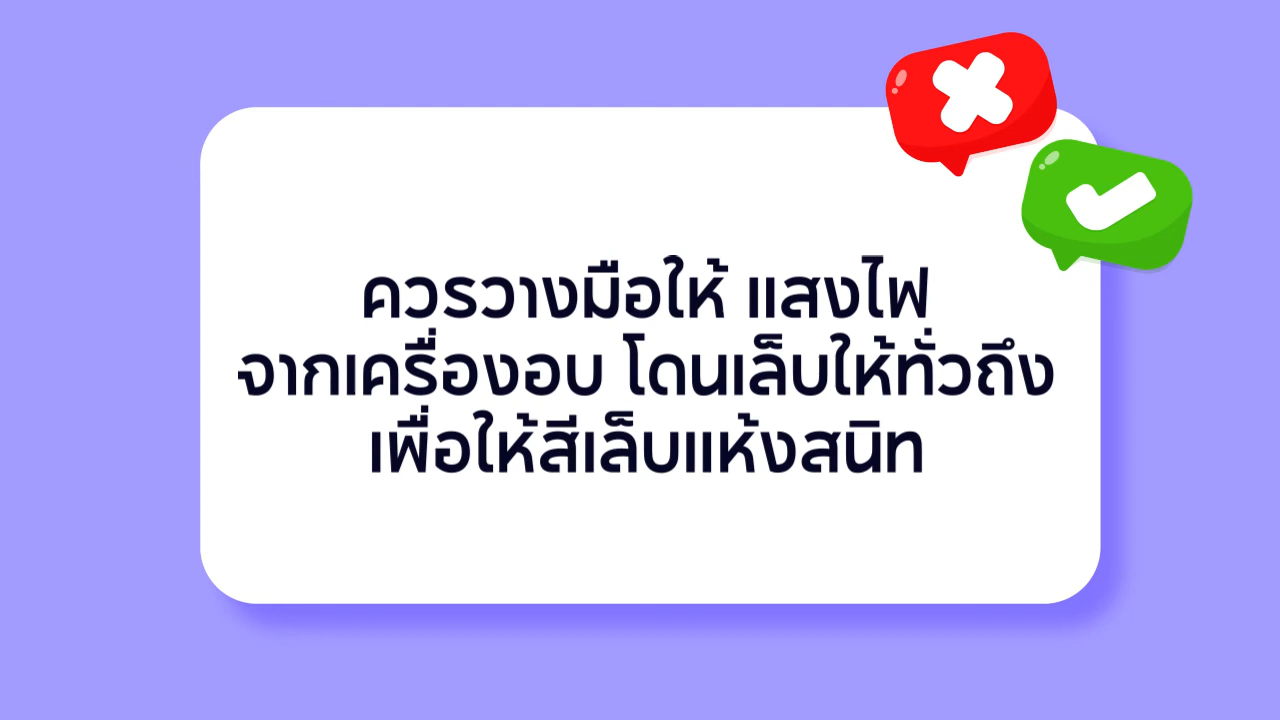 ควรวางมือให้ แสงไฟ
จากเครื่องอบ โดนเล็บให้ทั่วถึง
เพื่อให้สีเล็บแห้งสนิท